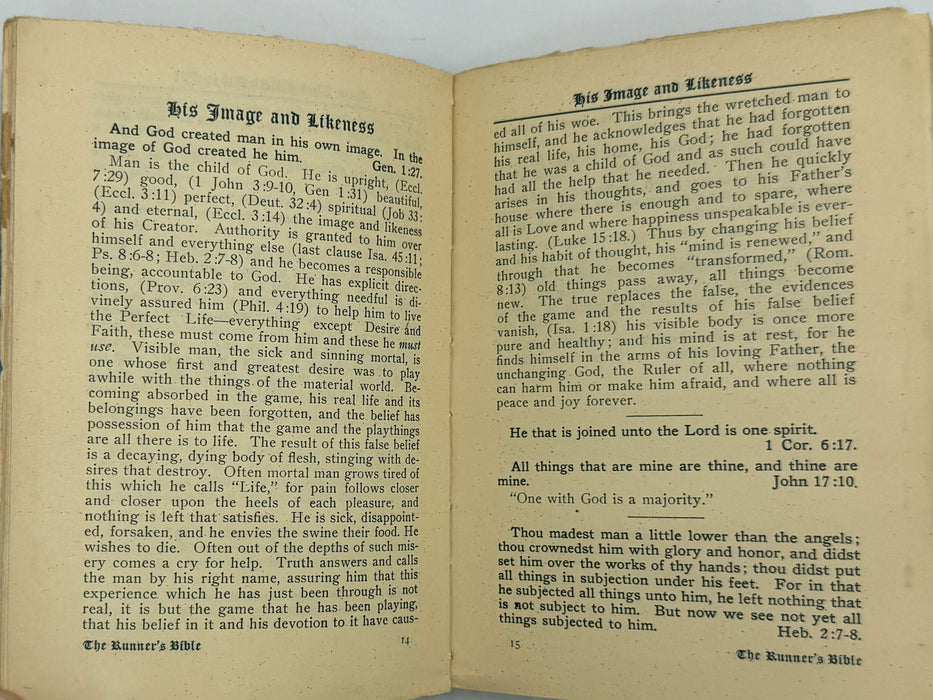 His Image and Likeness
And God created man in his own image. In the
image of God created he him. Gen. 1:27.
Man is the child of God. He is upright, (Eccl.
7:29) good, (1 John 3:9-10, Gen 1:31) beautiful,
(Eccl. 3:11) perfect, (Deut. 32:4) spiritual (Job 33:
4) and eternal, (Eccl. 3:14) the image and likeness
of his Creator. Authority is granted to him over
himself and everything else (last clause Isa. 45:11;
Ps. 8:6-8; Heb. 2:7-8) and he becomes a responsible
being, accountable to God. He has explicit direc-
tions, (Prov. 6:23) and everything needful is di-
vinely assured him (Phil. 4:19) to help him to live
the Perfect Life—everything except Desire and
Faith, these must come from him and these he must
use. Visible man, the sick and sinning mortal, is
one whose first and greatest desire was to play
awhile with the things of the material world. Be-
coming absorbed in the game, his real life and its
belongings have been forgotten, and the belief has
possession of him that the game and the playthings
are all there is to life. The result of this false belief
is a decaying, dying body of flesh, stinging with de-
sires that destroy. Often mortal man grows tired of
this which he calls "Life," for pain follows closer
and closer upon the heels of each pleasure, and
nothing is left that satisfies. He is sick, disappoint-
ed, forsaken, and he envies the swine their food. He
wishes to die. Often out of the depths of such mis-
ery comes a cry for help. Truth answers and calls
the man by his right name, assuring him that this
experience which he has just been through is not
real, it is but the game that he has been playing,
that his belief in it and his devotion to it have caus-
The Runner's Bible 14
His Image and Likeness
ed all of his woe. This brings the wretched man to
himself, and he acknowledges that he had forgotten
his real life, his home, his God; he had forgotten
that he was a child of God and as such could have
had all the help that he needed. Then he quickly
arises in his thoughts, and goes to his Father's
house where there is enough and to spare, where
all is Love and where happiness unspeakable is ever-
lasting. (Luke 15:18.) Thus by changing his belief
and his habit of thought, his "mind is renewed," and
through that he becomes "transformed," (Rom.
8:13) old things pass away, all things become
new. The true replaces the false, the evidences
of the game and the results of his false belief
vanish, (Isa. 1:18) his visible body is once more
pure and healthy; and his mind is at rest, for he
finds himself in the arms of his loving Father, the
unchanging God, the Ruler of all, where nothing
can harm him or make him afraid, and where all is
peace and joy forever.
He that is joined unto the Lord is one spirit.
1 Cor. 6:17.
All things that are mine are thine, and thine are
mine. John 17:10.
"One with God is a majority."
Thou madest man a little lower than the angels;
thou crownedst him with glory and honor, and didst
set him over the works of thy hands; thou didst put
all things in subjection under his feet. For in that
he subjected all things unto him, he left nothing that
is not subject to him. But now we see not yet all
things subjected to him. Heb. 2:7-8.
15
The Runner's Bible